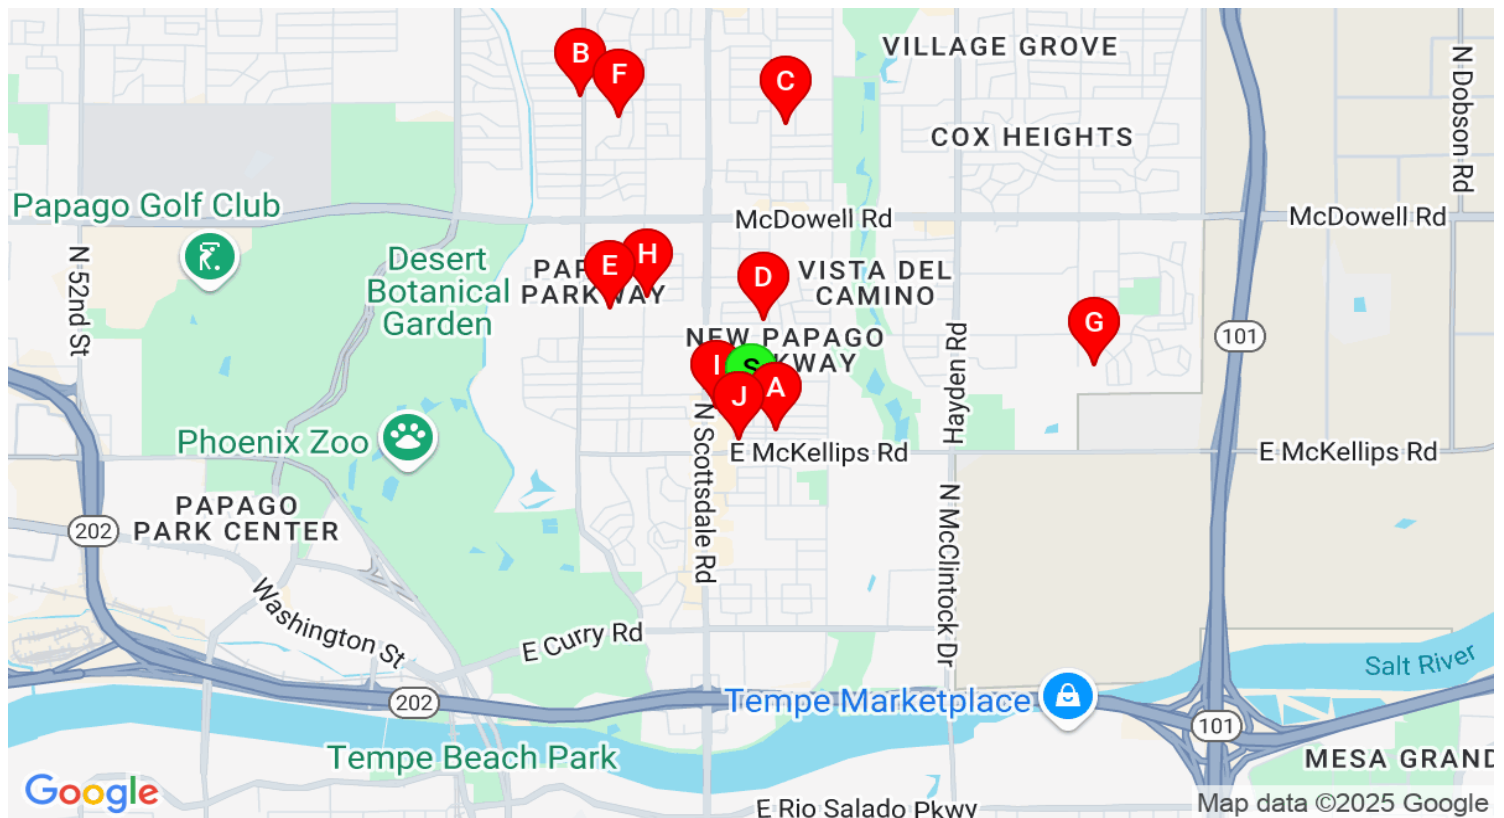 B
F
C
VILLAGE GROVE
N Dobson Rd
COX HEIGHTS
Papago Golf Club
McDowell Rd
McDowell Rd
N 52nd St
Desert
Botanical
Garden
H
E
PARKWAY
D
VISTA DEL
CAMINO
G
NEW PAPAGO
I
S
J
A
Hayden Rd
101
N Scottsdale Rd
Phoenix Zoo
E McKellips Rd
E McKellips Rd
PAPAGO
PARK CENTER
202
N McClintock Dr
Washington St
E Curry Rd
Salt River
202
Tempe Marketplace
101
Tempe Beach Park
MESA GRAND
Google
E Rio Salado Pkwy
Map data ©2025 Google